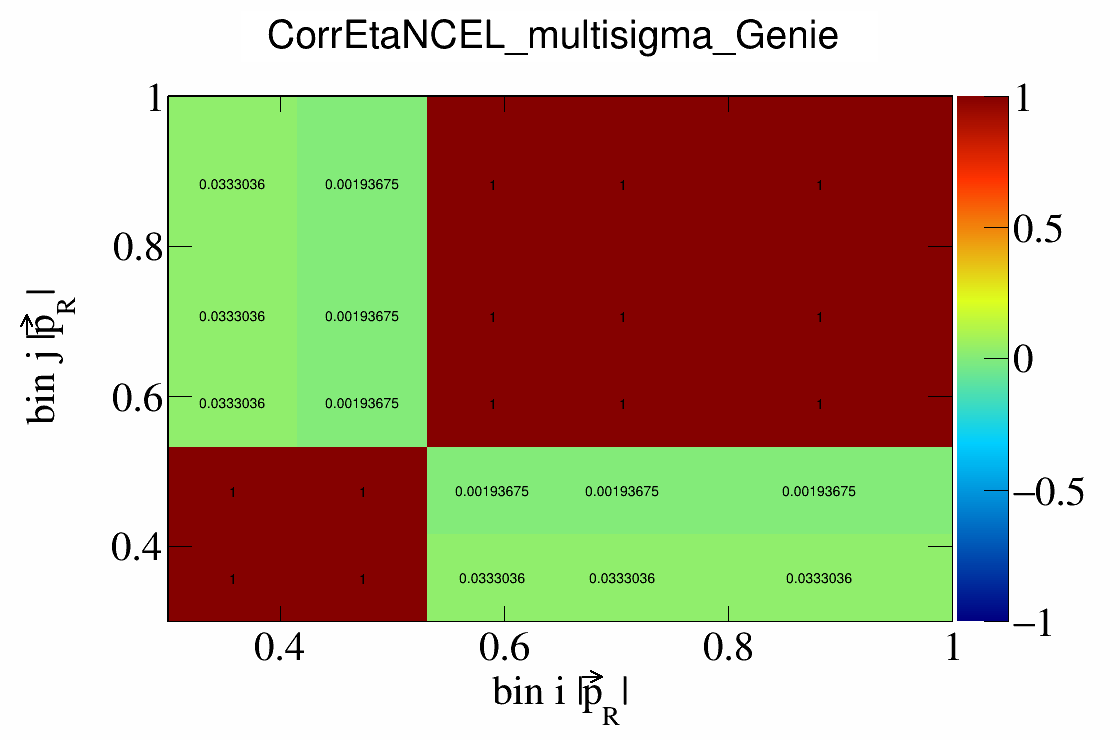 CorrEtaNCEL_multisigma_Genie
1
0.8
0.6
0.4
bin j |p⃗_R|
0.0333036 0.00193675 1 1 1
0.0333036 0.00193675 1 1 1
0.0333036 0.00193675 1 1 1
1 1 0.00193675 0.00193675 0.00193675
1 1 0.0333036 0.0333036 0.0333036
1
0.5
0
−0.5
−1
0.4 0.6 0.8 1
bin i |p⃗_R|